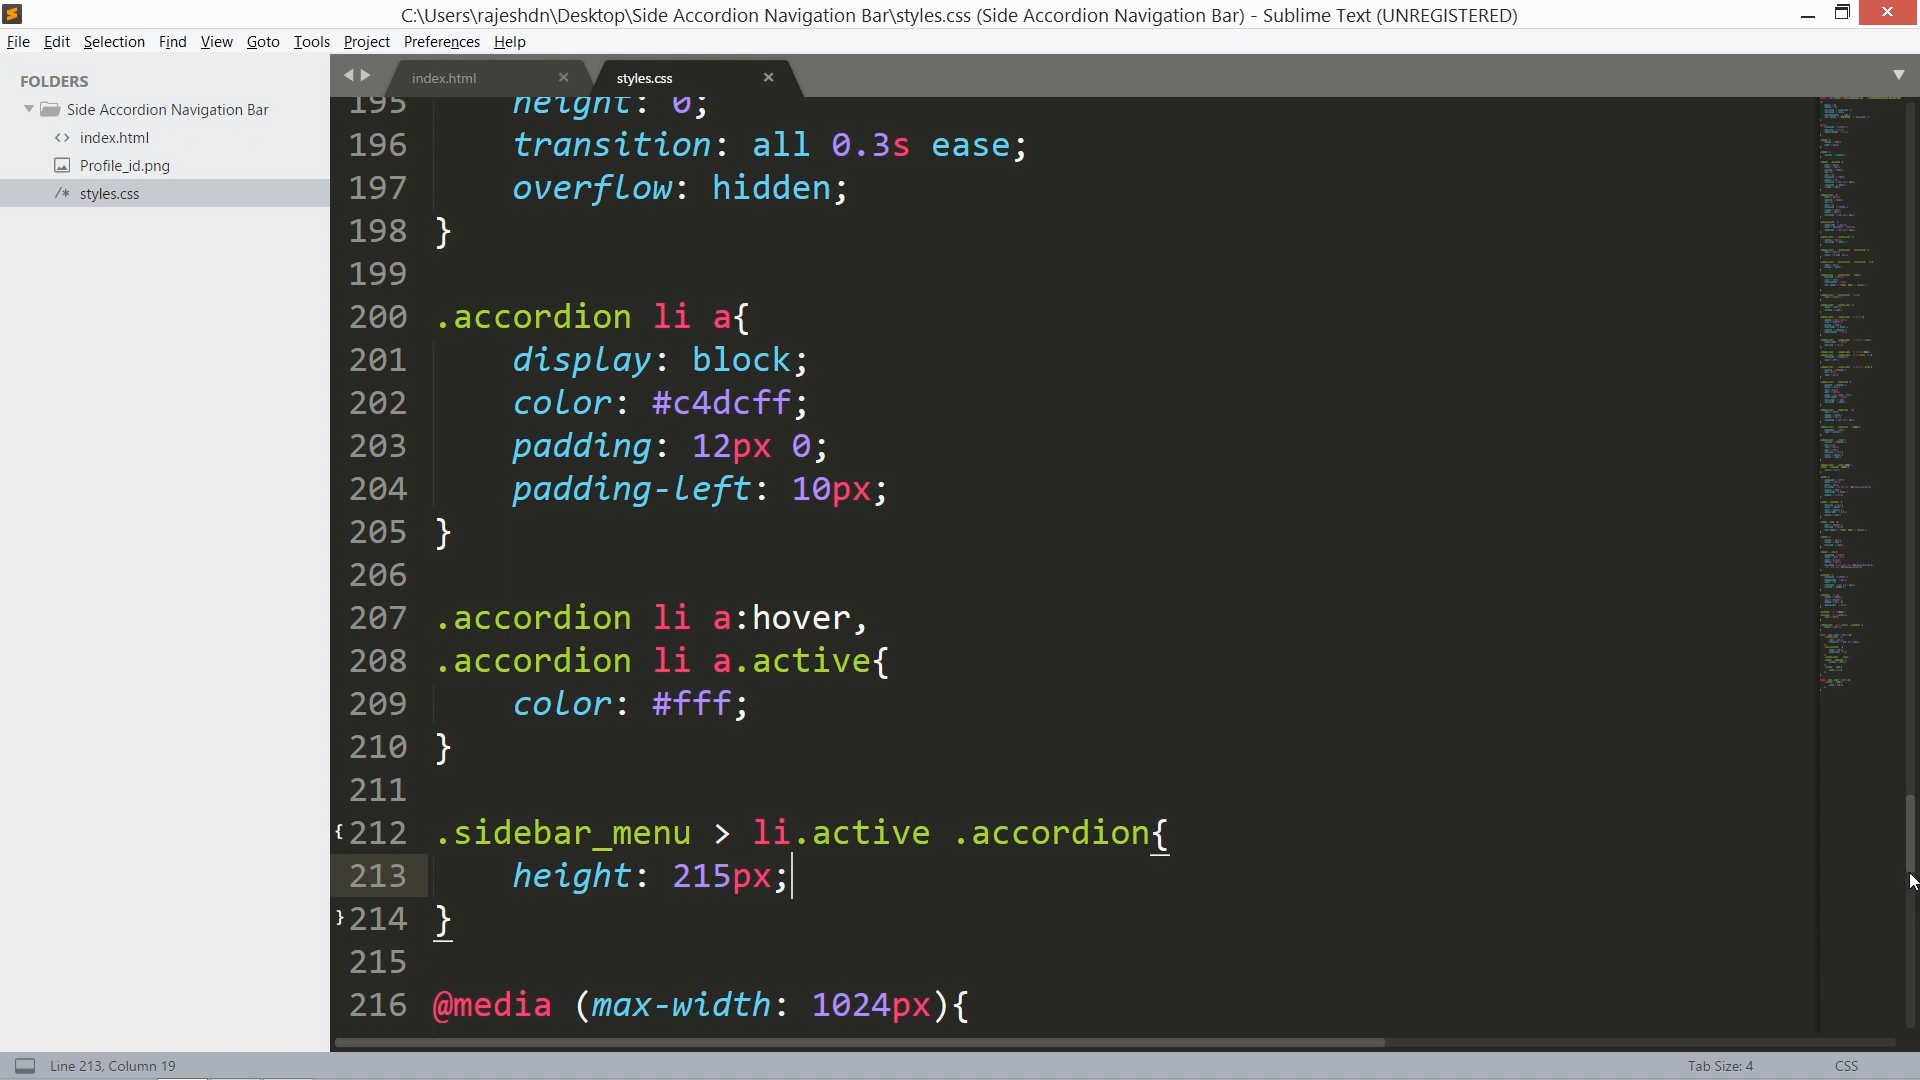 C:\Users\rajeshdn\Desktop\Side Accordion Navigation Bar\styles.css (Side Accordion Navigation Bar) - Sublime Text (UNREGISTERED)
File Edit Selection Find View Goto Tools Project Preferences Help
FOLDERS
Side Accordion Navigation Bar
<> index.html
Profile_id.png
/* styles.css
index.html × styles.css ×
195 height: 0;
196 transition: all 0.3s ease;
197 overflow: hidden;
198 }
199
200 .accordion li a{
201 display: block;
202 color: #c4dcff;
203 padding: 12px 0;
204 padding-left: 10px;
205 }
206
207 .accordion li a:hover,
208 .accordion li a.active{
209 color: #fff;
210 }
211
212 .sidebar_menu > li.active .accordion{
213 height: 215px;
214 }
215
216 @media (max-width: 1024px){
Line 213, Column 19 Tab Size: 4 CSS